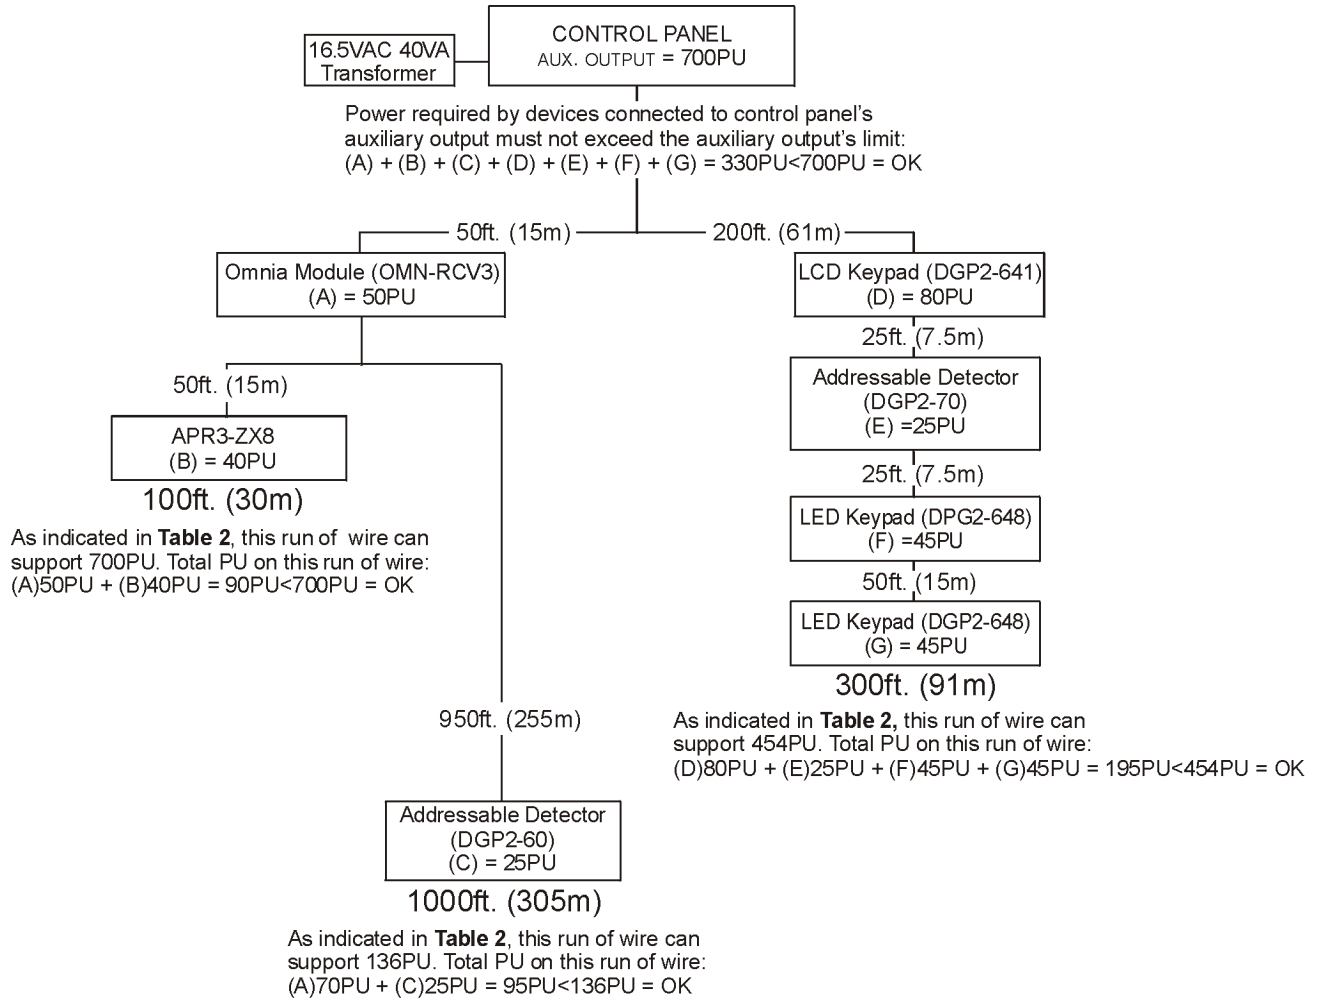 CONTROL PANEL
AUX. OUTPUT = 700PU
16.5VAC 40VA
Transformer
Power required by devices connected to control panel's
auxiliary output must not exceed the auxiliary output's limit:
(A) + (B) + (C) + (D) + (E) + (F) + (G) = 330PU<700PU = OK
50ft. (15m)
200ft. (61m)
Omnia Module (OMN-RCV3)
(A) = 50PU
LCD Keypad (DGP2-641)
(D) = 80PU
25ft. (7.5m)
Addressable Detector
(DGP2-70)
(E) =25PU
25ft. (7.5m)
LED Keypad (DPG2-648)
(F) =45PU
50ft. (15m)
LED Keypad (DGP2-648)
(G) = 45PU
300ft. (91m)
As indicated in Table 2, this run of wire can
support 454PU. Total PU on this run of wire:
(D)80PU + (E)25PU + (F)45PU + (G)45PU = 195PU<454PU = OK
50ft. (15m)
APR3-ZX8
(B) = 40PU
100ft. (30m)
As indicated in Table 2, this run of wire can
support 700PU. Total PU on this run of wire:
(A)50PU + (B)40PU = 90PU<700PU = OK
950ft. (255m)
Addressable Detector
(DGP2-60)
(C) = 25PU
1000ft. (305m)
As indicated in Table 2, this run of wire can
support 136PU. Total PU on this run of wire:
(A)70PU + (C)25PU = 95PU<136PU = OK